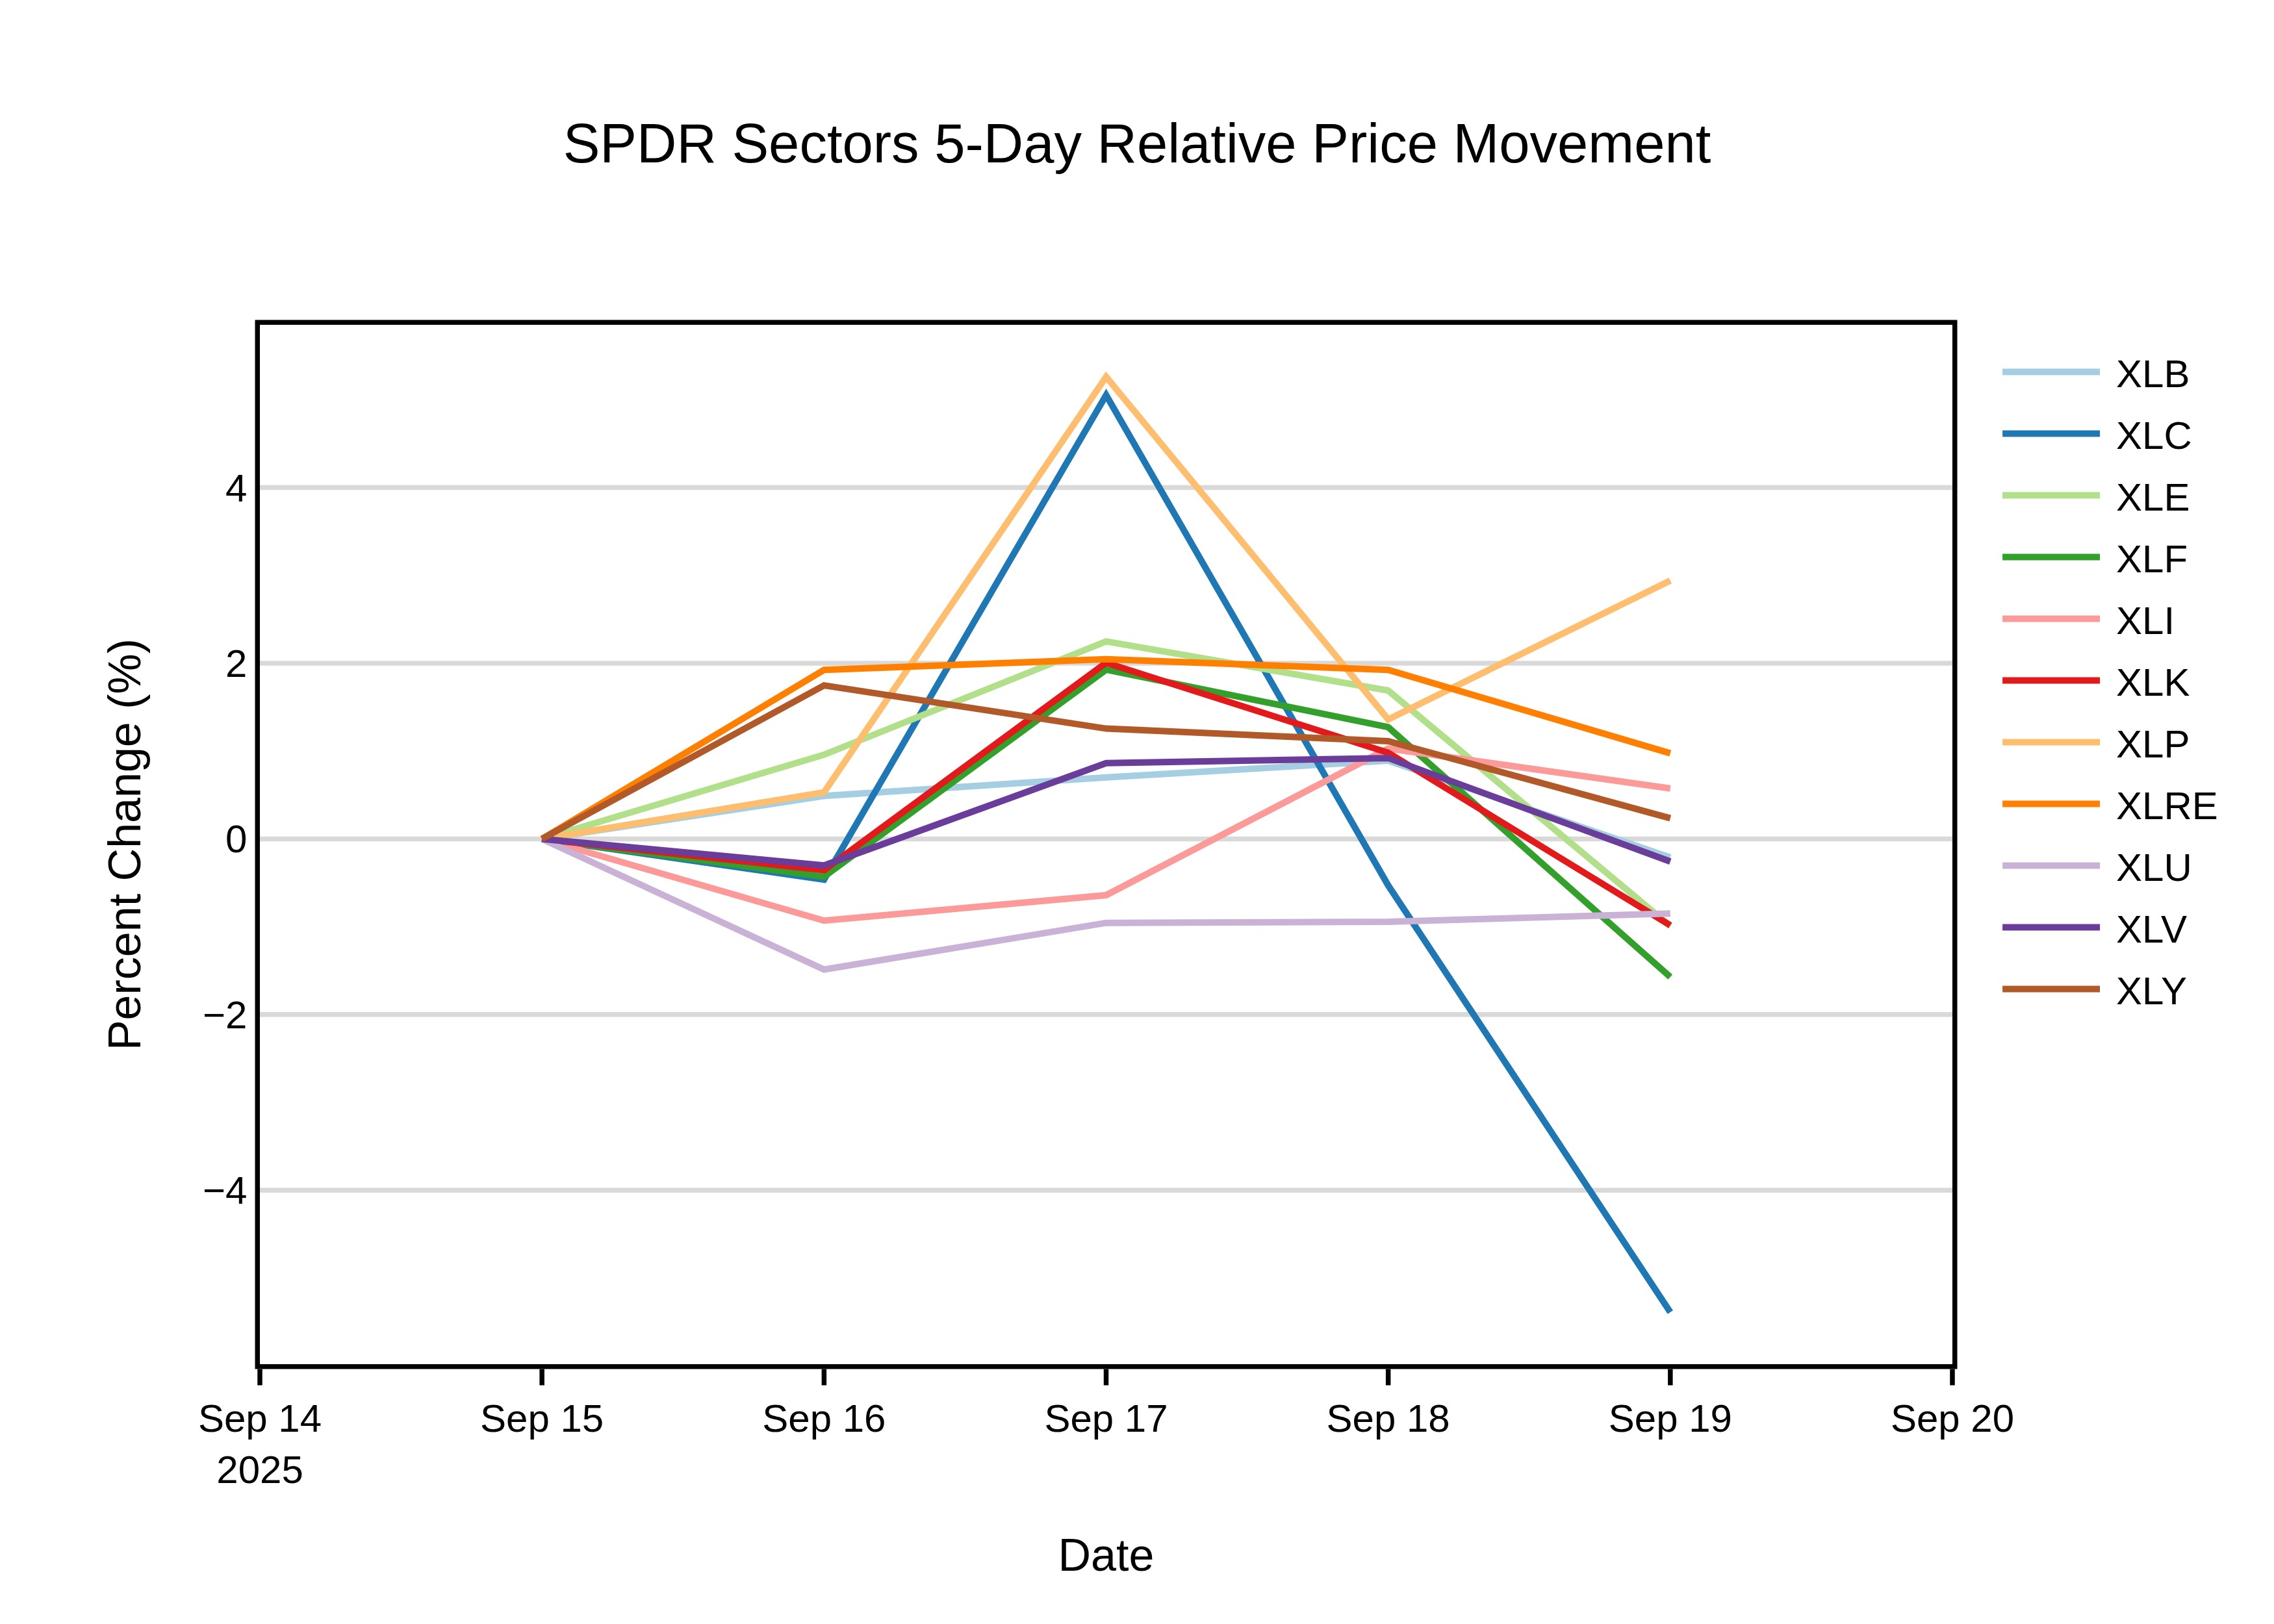 SPDR Sectors 5-Day Relative Price Movement
Percent Change (%)
4
2
0
−2
−4
Sep 14
2025
Sep 15
Sep 16
Sep 17
Sep 18
Sep 19
Sep 20
Date
XLB
XLC
XLE
XLF
XLI
XLK
XLP
XLRE
XLU
XLV
XLY